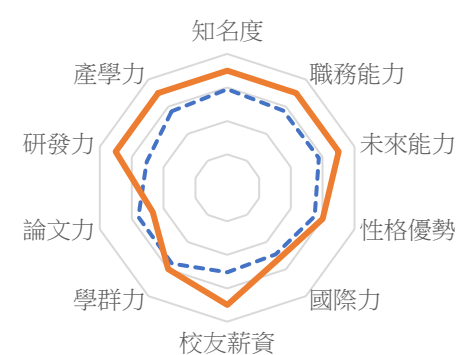 知名度
產學力
職務能力
研發力
未來能力
論文力
性格優勢
學群力
國際力
校友薪資